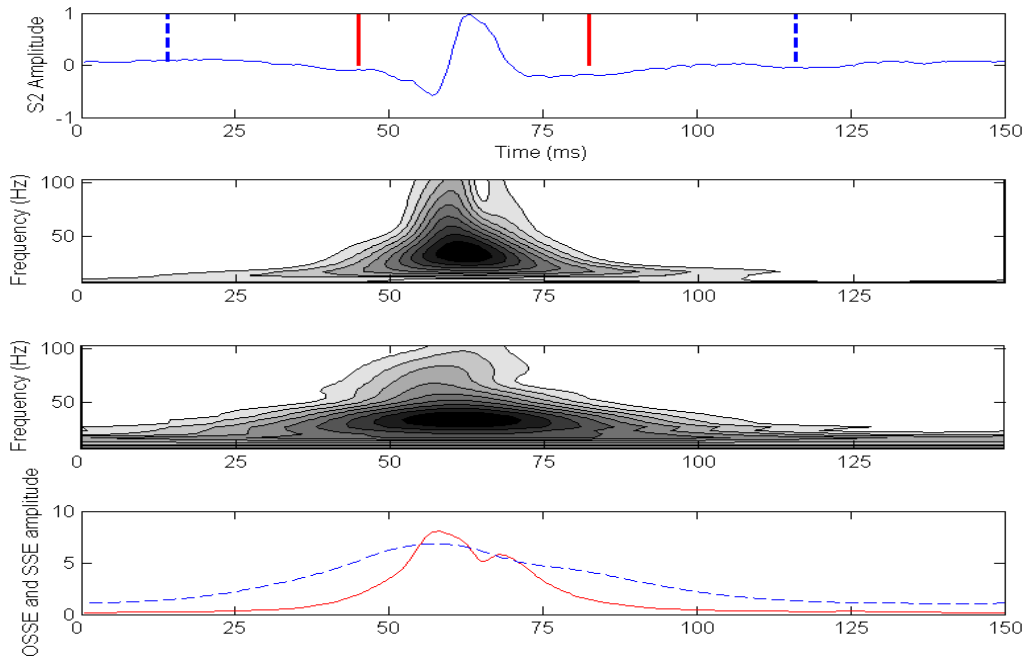 S2 Amplitude
1
0
-1
0 25 50 75 100 125 150
Time (ms)
Frequency (Hz)
100
50
0 25 50 75 100 125
Frequency (Hz)
100
50
0 25 50 75 100 125
OSSE and SSE amplitude
10
5
0
0 25 50 75 100 125 150